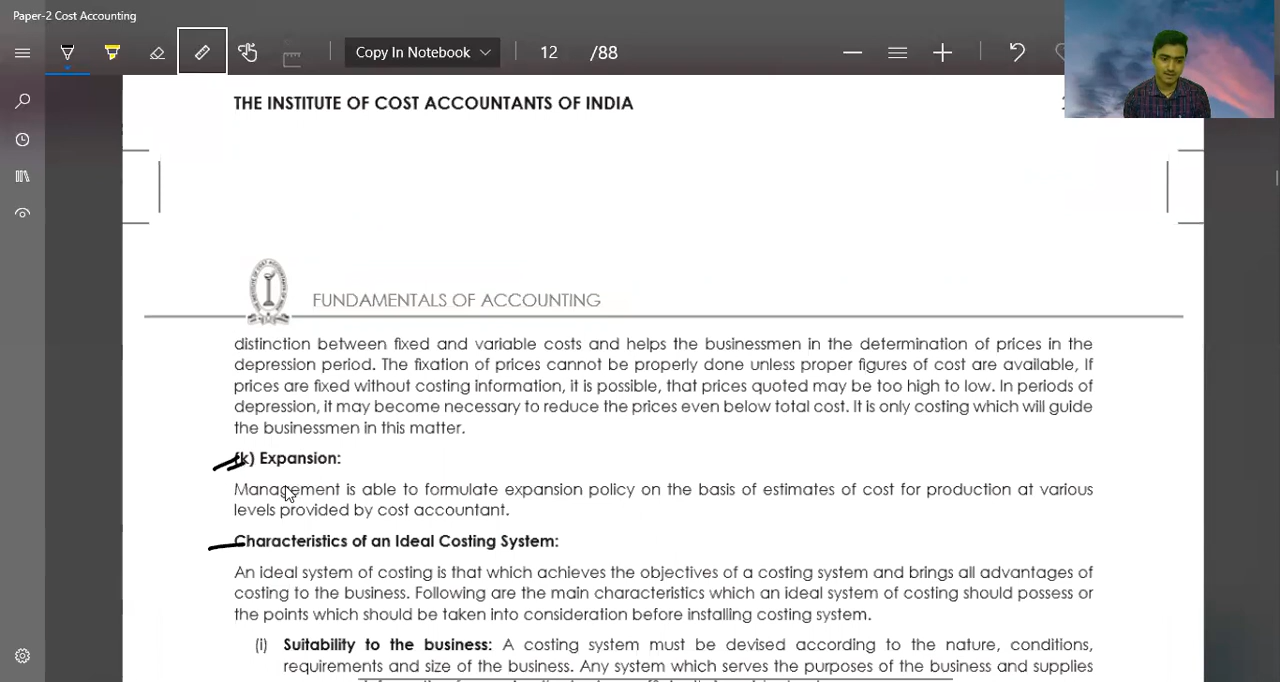 Paper-2 Cost Accounting
Copy In Notebook
12 /88
THE INSTITUTE OF COST ACCOUNTANTS OF INDIA
FUNDAMENTALS OF ACCOUNTING
distinction between fixed and variable costs and helps the businessmen in the determination of prices in the
depression period. The fixation of prices cannot be properly done unless proper figures of cost are available, If
prices are fixed without costing information, it is possible, that prices quoted may be too high to low. In periods of
depression, it may become necessary to reduce the prices even below total cost. It is only costing which will guide
the businessmen in this matter.
(k) Expansion:
Management is able to formulate expansion policy on the basis of estimates of cost for production at various
levels provided by cost accountant.
Characteristics of an Ideal Costing System:
An ideal system of costing is that which achieves the objectives of a costing system and brings all advantages of
costing to the business. Following are the main characteristics which an ideal system of costing should possess or
the points which should be taken into consideration before installing costing system.
(i) Suitability to the business: A costing system must be devised according to the nature, conditions,
requirements and size of the business. Any system which serves the purposes of the business and supplies